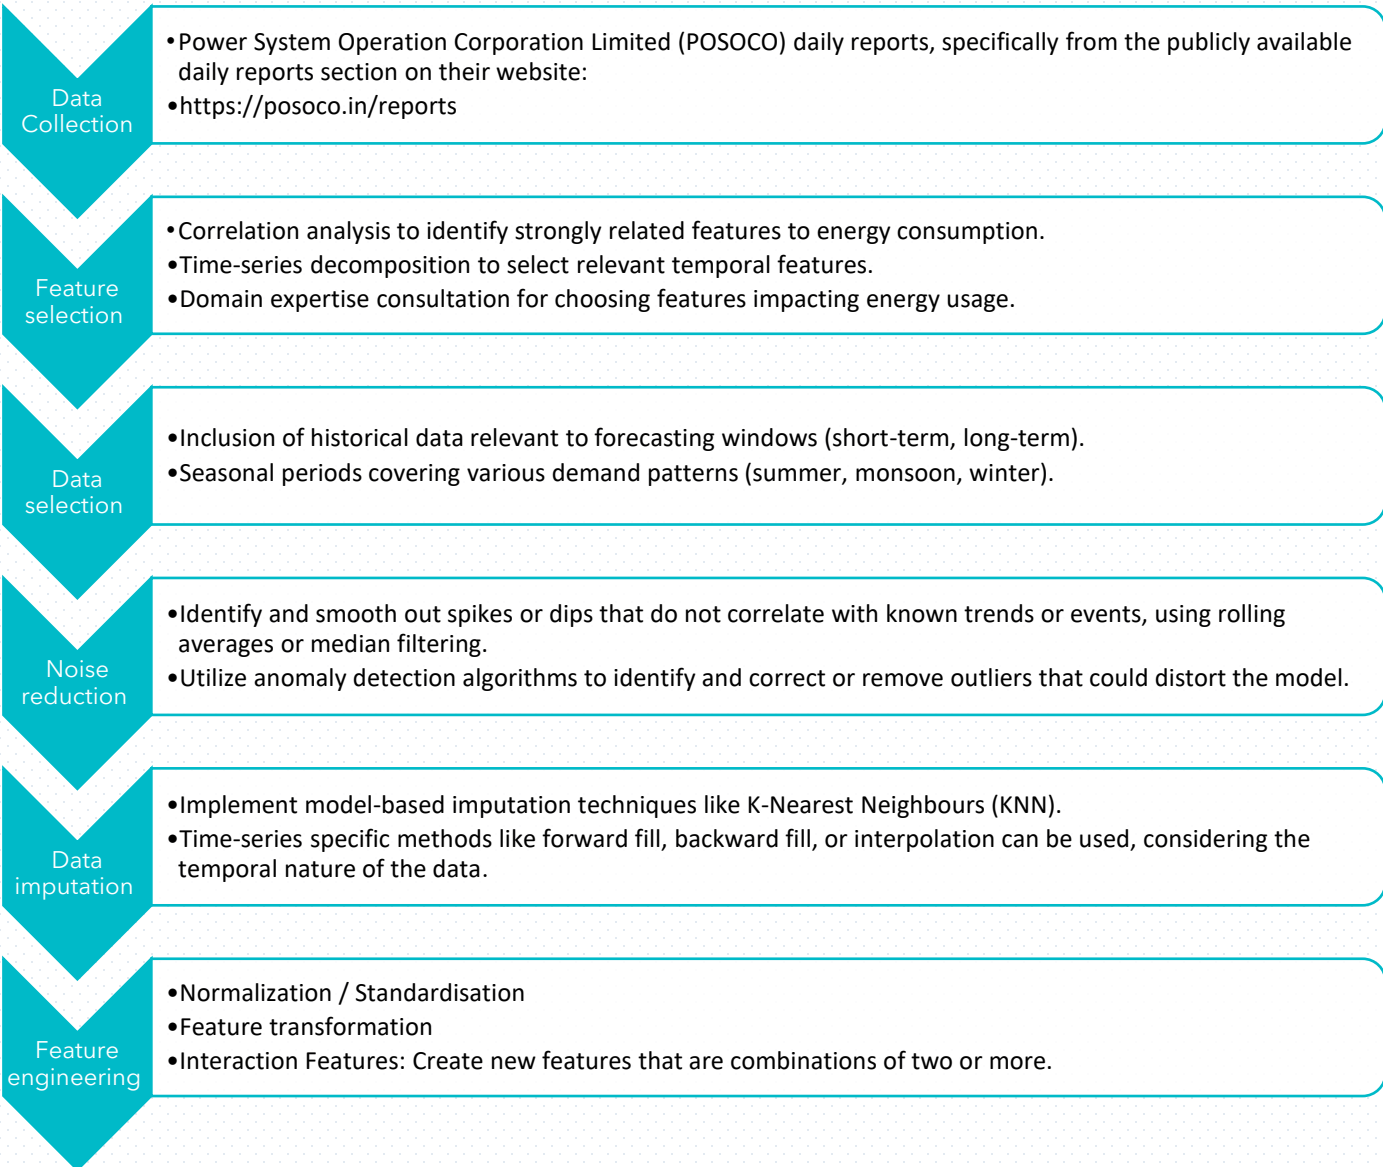 Data
Collection
•Power System Operation Corporation Limited (POSOCO) daily reports, specifically from the publicly available
daily reports section on their website:
•https://posoco.in/reports
Feature
selection
•Correlation analysis to identify strongly related features to energy consumption.
•Time-series decomposition to select relevant temporal features.
•Domain expertise consultation for choosing features impacting energy usage.
Data
selection
•Inclusion of historical data relevant to forecasting windows (short-term, long-term).
•Seasonal periods covering various demand patterns (summer, monsoon, winter).
Noise
reduction
•Identify and smooth out spikes or dips that do not correlate with known trends or events, using rolling
averages or median filtering.
•Utilize anomaly detection algorithms to identify and correct or remove outliers that could distort the model.
Data
imputation
•Implement model-based imputation techniques like K-Nearest Neighbours (KNN).
•Time-series specific methods like forward fill, backward fill, or interpolation can be used, considering the
temporal nature of the data.
Feature
engineering
•Normalization / Standardisation
•Feature transformation
•Interaction Features: Create new features that are combinations of two or more.